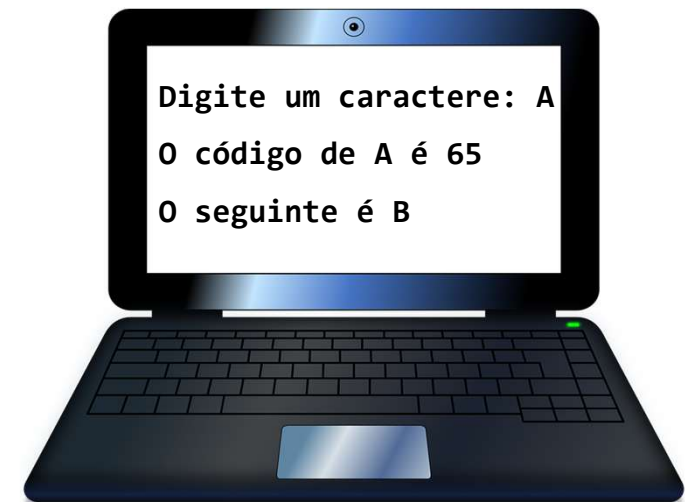 Digite um caractere: A
O código de A é 65
O seguinte é B